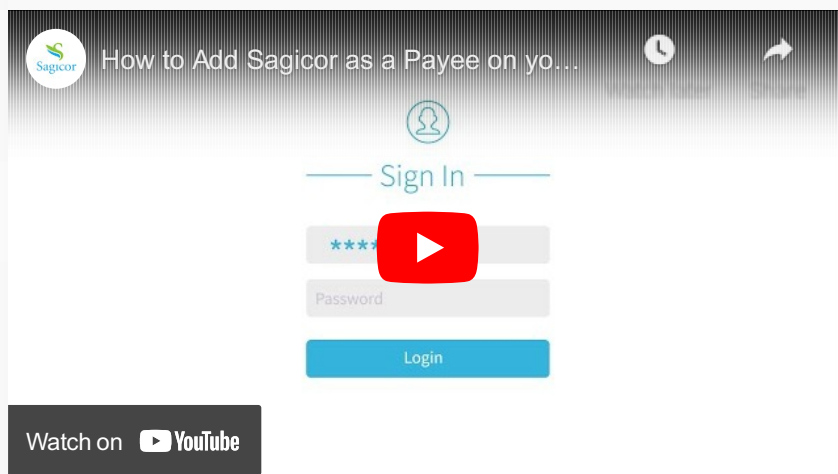 Sagicor
How to Add Sagicor as a Payee on yo...
Watch later
Share
Sign In
****
Password
Login
Watch on YouTube